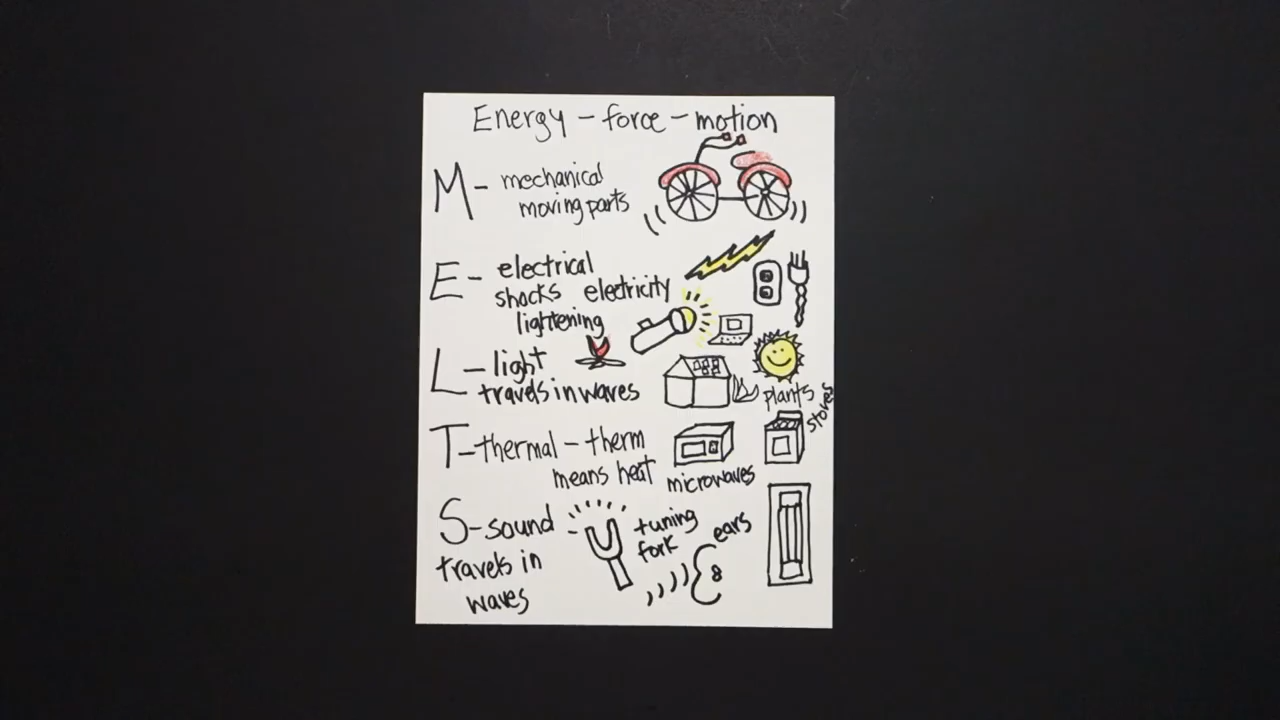 Energy - force - motion
M - mechanical
moving parts
E - electrical
shocks electricity
lightening
L - light
travels in waves
plants
stoves
T - thermal - therm
means heat
microwaves
S - sound
travels in
waves
tuning
fork
ears